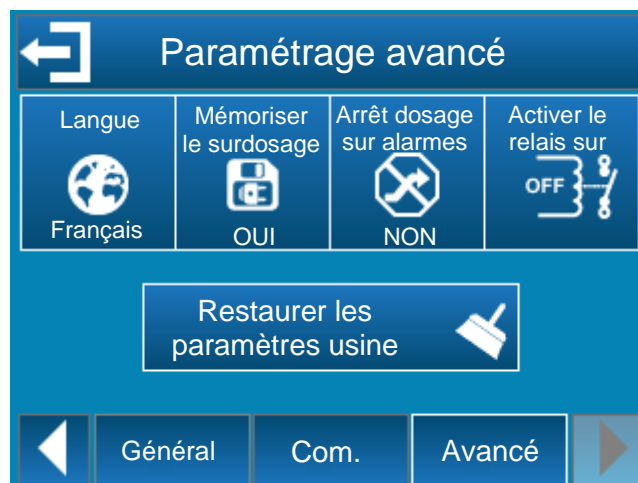 Paramétrage avancé
Langue
Français
Mémoriser
le surdosage
OUI
Arrêt dosage
sur alarmes
NON
Activer le
relais sur
OFF
Restaurer les
paramètres usine
Général
Com.
Avancé